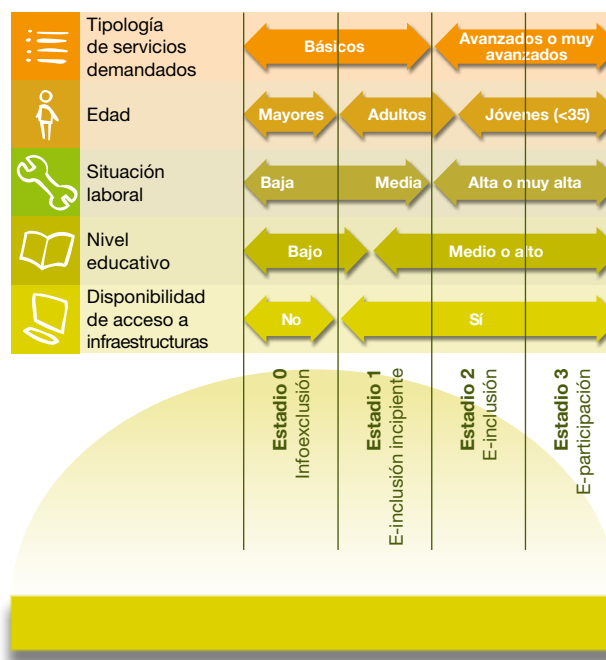 Tipología
de servicios
demandados
Básicos
Avanzados o muy
avanzados
Edad
Mayores
Adultos
Jóvenes (<35)
Situación
laboral
Baja
Media
Alta o muy alta
Nivel
educativo
Bajo
Medio o alto
Disponibilidad
de acceso a
infraestructuras
No
Sí
Estadio 0
Infoexclusión
Estadio 1
E-inclusión incipiente
Estadio 2
E-inclusión
Estadio 3
E-participación